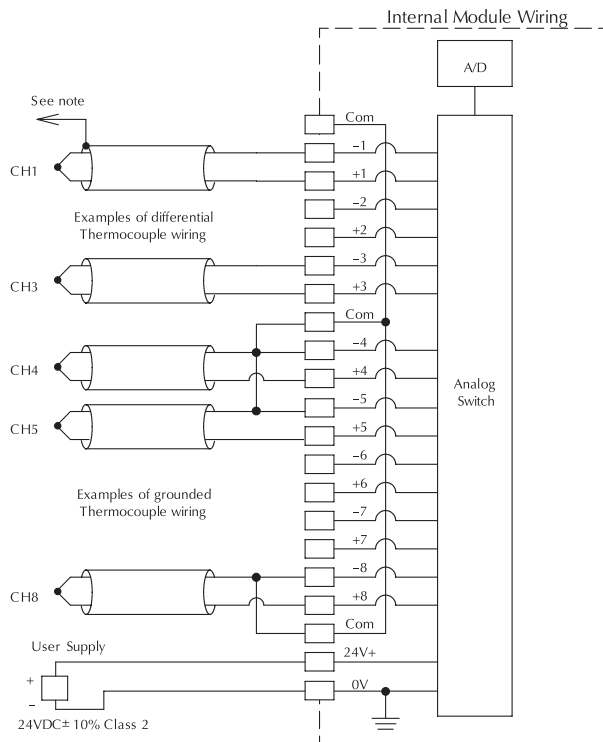 Internal Module Wiring
A/D
See note
Com
−1
CH1
+1
−2
Examples of differential
Thermocouple wiring
+2
−3
CH3
+3
Com
−4
CH4
+4
Analog
Switch
−5
CH5
+5
−6
Examples of grounded
Thermocouple wiring
+6
−7
+7
−8
CH8
+8
Com
User Supply
24V+
+
0V
−
24VDC± 10% Class 2